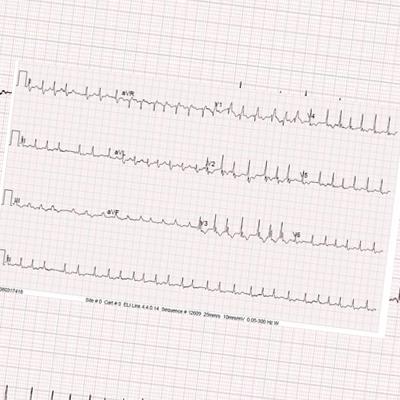 I aVR V1 V4
II aVL V2 V5
III aVF V3 V6
II
Site # 0 Cart # 0 ELI Link 4.4.0.14 Sequence # 12609 25mm/s 10mm/mV 0.05-300 Hz W